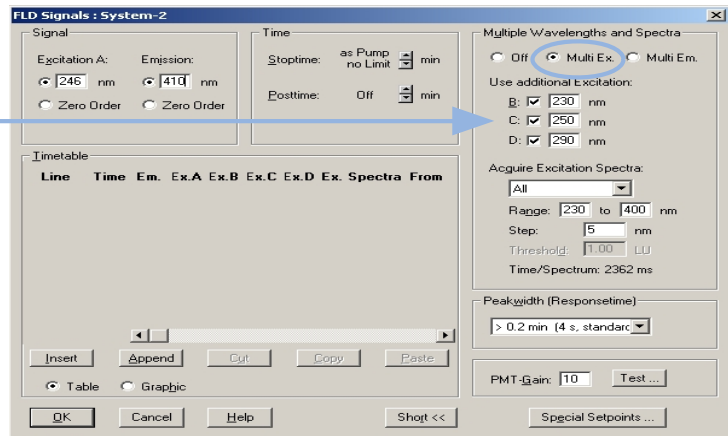 FLD Signals : System-2
Signal
Excitation A: Emission:
246 nm 410 nm
Zero Order Zero Order
Time
Stoptime: as Pump no Limit min
Posttime: Off min
Multiple Wavelengths and Spectra
Off Multi Ex. Multi Em.
Use additional Excitation:
B: 230 nm
C: 250 nm
D: 290 nm
Acquire Excitation Spectra:
All
Range: 230 to 400 nm
Step: 5 nm
Threshold: 1.00 LU
Time/Spectrum: 2362 ms
Timetable
Line Time Em. Ex.A Ex.B Ex.C Ex.D Ex. Spectra From
Insert Append Cut Copy Paste
Table Graphic
Peakwidth (Responsetime)
> 0.2 min (4 s, standarc
PMT-Gain: 10 Test ...
OK Cancel Help Short << Special Setpoints ...